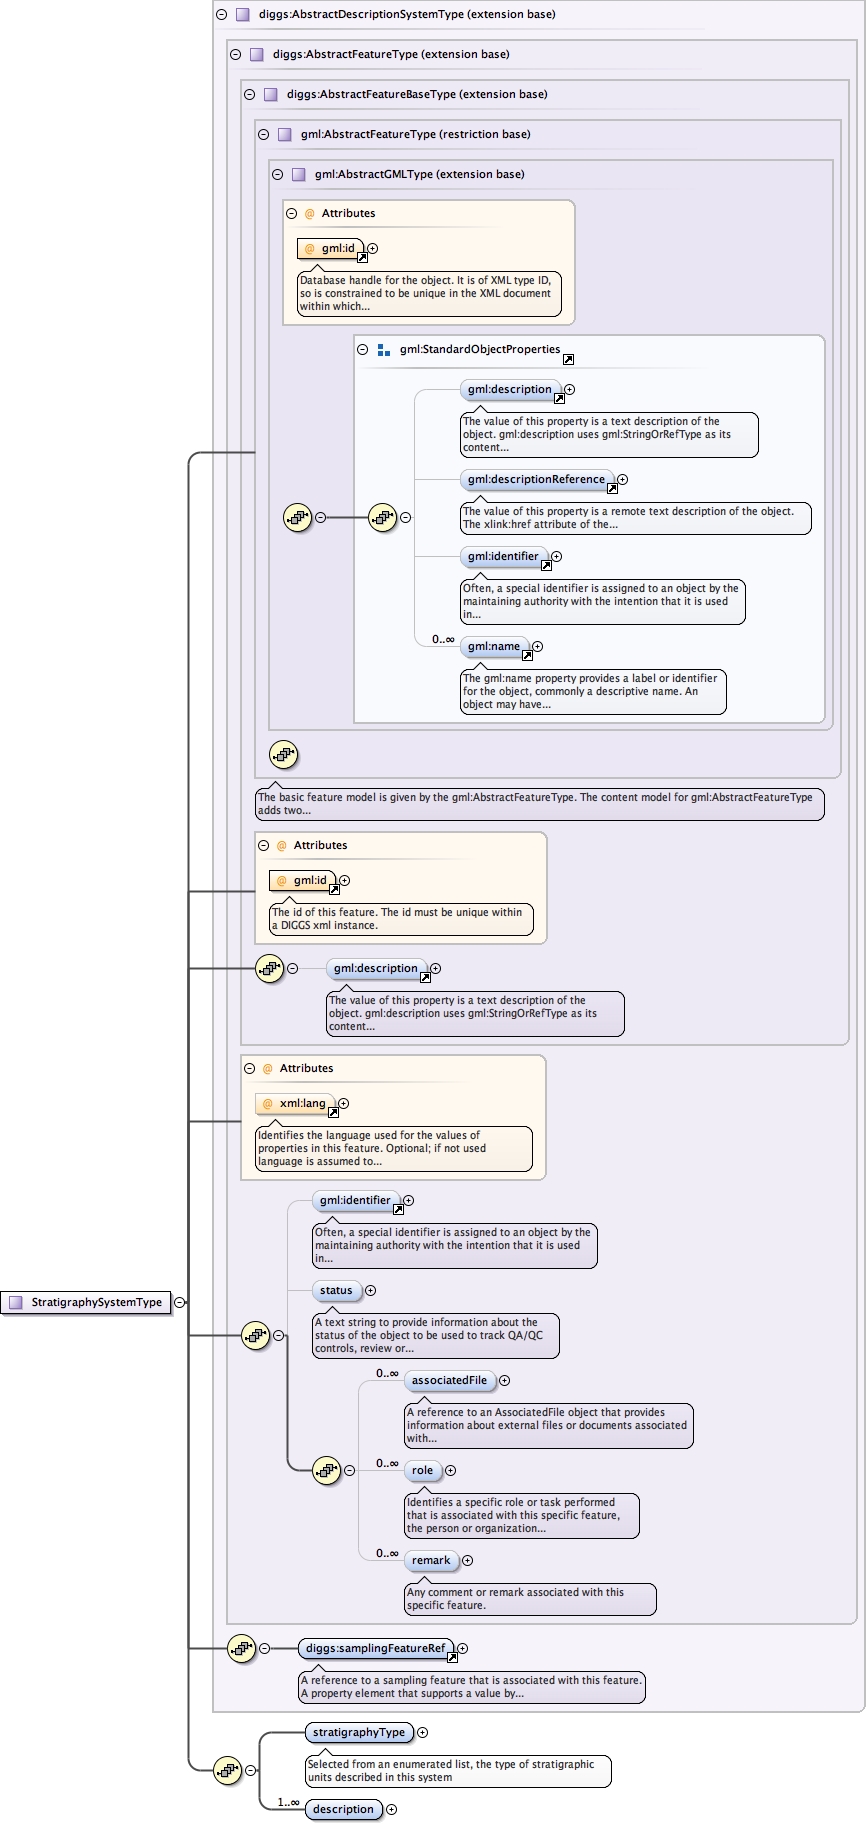 diggs:AbstractDescriptionSystemType (extension base)
diggs:AbstractFeatureType (extension base)
diggs:AbstractFeatureBaseType (extension base)
gml:AbstractFeatureType (restriction base)
gml:AbstractGMLType (extension base)
@ Attributes
@ gml:id
Database handle for the object. It is of XML type ID,
so is constrained to be unique in the XML document
within which...
gml:StandardObjectProperties
gml:description
The value of this property is a text description of the
object. gml:description uses gml:StringOrRefType as its
content...
gml:descriptionReference
The value of this property is a remote text description of the object.
The xlink:href attribute of the...
gml:identifier
Often, a special identifier is assigned to an object by the
maintaining authority with the intention that it is used
in...
0..∞
gml:name
The gml:name property provides a label or identifier
for the object, commonly a descriptive name. An
object may have...
The basic feature model is given by the gml:AbstractFeatureType. The content model for gml:AbstractFeatureType
adds two...
@ Attributes
@ gml:id
The id of this feature. The id must be unique within
a DIGGS xml instance.
gml:description
The value of this property is a text description of the
object. gml:description uses gml:StringOrRefType as its
content...
@ Attributes
@ xml:lang
Identifies the language used for the values of
properties in this feature. Optional; if not used
language is assumed to...
gml:identifier
Often, a special identifier is assigned to an object by the
maintaining authority with the intention that it is used
in...
status
A text string to provide information about the
status of the object to be used to track QA/QC
controls, review or...
StratigraphySystemType
0..∞
associatedFile
A reference to an AssociatedFile object that provides
information about external files or documents associated
with...
0..∞
role
Identifies a specific role or task performed
that is associated with this specific feature,
the person or organization...
0..∞
remark
Any comment or remark associated with this
specific feature.
diggs:samplingFeatureRef
A reference to a sampling feature that is associated with this feature.
A property element that supports a value by...
stratigraphyType
Selected from an enumerated list, the type of stratigraphic
units described in this system
1..∞
description